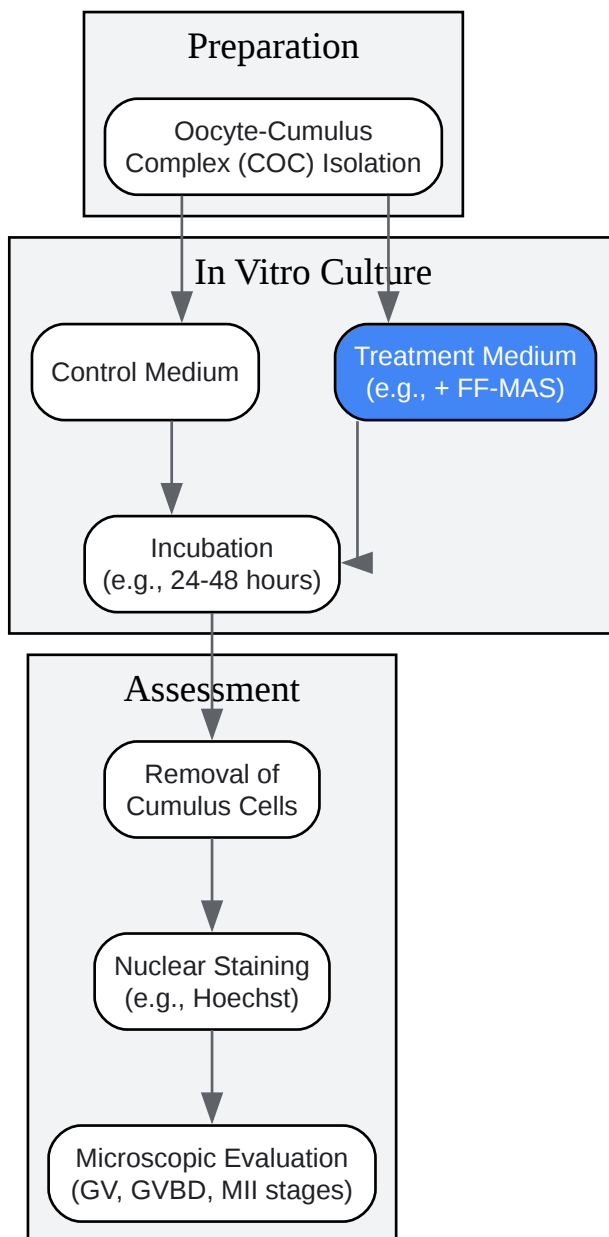 Preparation
Oocyte-Cumulus
Complex (COC) Isolation
In Vitro Culture
Control Medium
Treatment Medium
(e.g., + FF-MAS)
Incubation
(e.g., 24-48 hours)
Assessment
Removal of
Cumulus Cells
Nuclear Staining
(e.g., Hoechst)
Microscopic Evaluation
(GV, GVBD, MII stages)